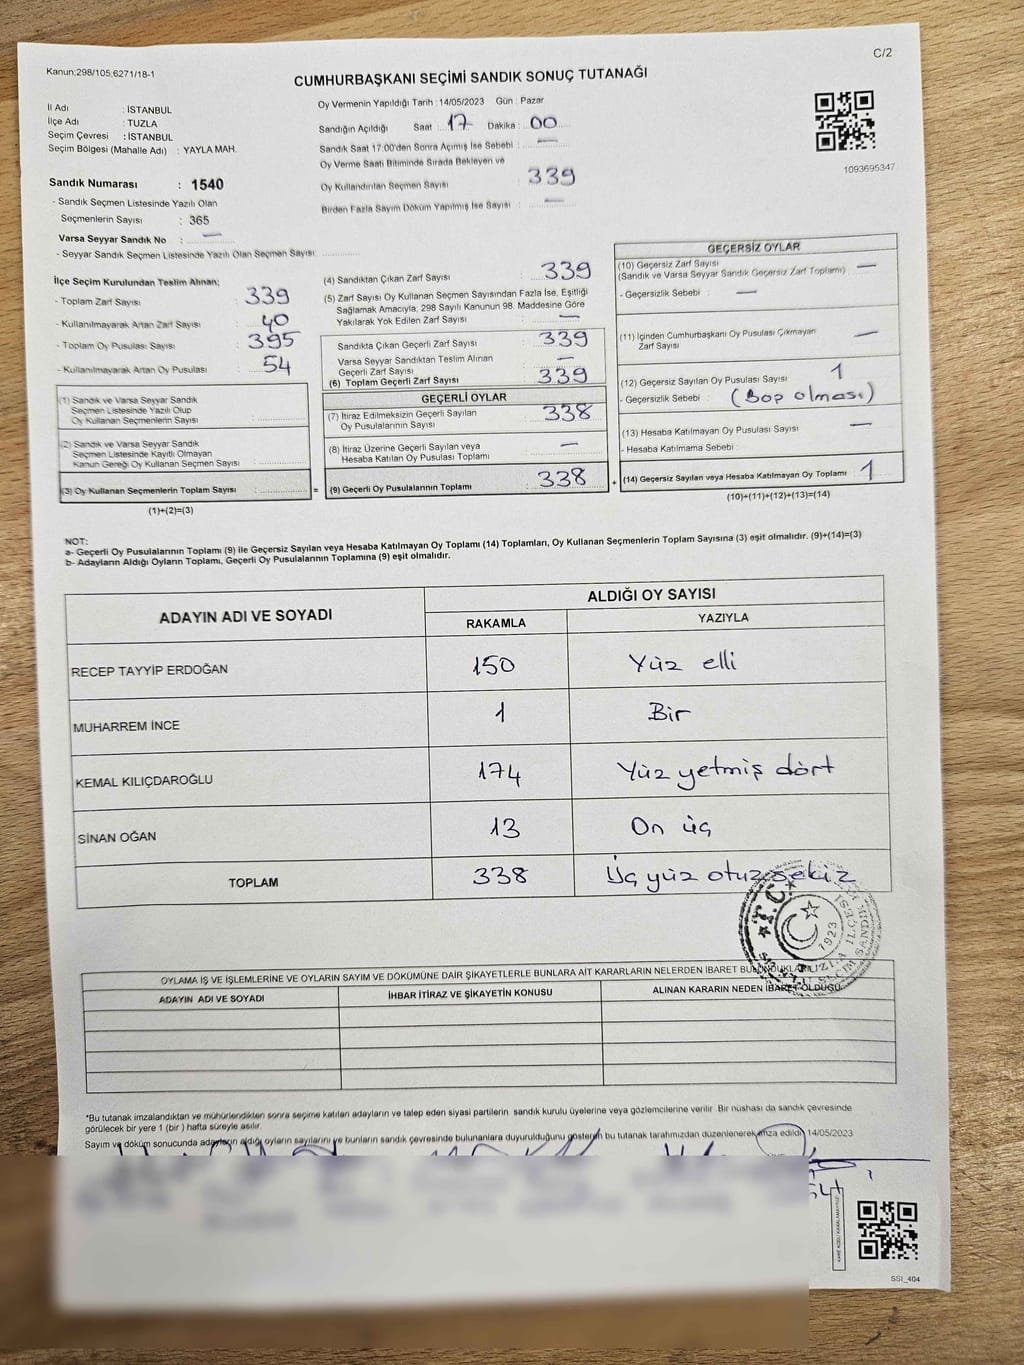 C/2
Kanun:298/105;6271/18-1
CUMHURBAŞKANI SEÇİMİ SANDIK SONUÇ TUTANAĞI
İl Adı : İSTANBUL
İlçe Adı : TUZLA
Seçim Çevresi : İSTANBUL
Seçim Bölgesi (Mahalle Adı) : YAYLA MAH.
Oy Vermenin Yapıldığı Tarih :14/05/2023 Gün : Pazar
Sandığın Açıldığı Saat : 17 Dakika : 00
Sandık Saat 17:00'den Sonra Açımış İse Sebebi : —
Oy Verme Saati Bitiminde Sırada Bekleyen ve
Oy Kullandırılan Seçmen Sayısı : 339
Birden Fazla Sayım Döküm Yapılmış İse Sayısı : —
1093695347
Sandık Numarası : 1540
- Sandık Seçmen Listesinde Yazılı Olan
Seçmenlerin Sayısı : 365
Varsa Seyyar Sandık No : —
- Seyyar Sandık Seçmen Listesinde Yazılı Olan Seçmen Sayısı:
İlçe Seçim Kurulundan Teslim Alınan;
- Toplam Zarf Sayısı : 339
- Kullanılmayarak Artan Zarf Sayısı : 40
- Toplam Oy Pusulası Sayısı : 395
- Kullanılmayarak Artan Oy Pusulası : 54
(1) Sandık ve Varsa Seyyar Sandık
Seçmen Listesinde Yazılı Olup
Oy Kullanan Seçmenlerin Sayısı :
(2) Sandık ve Varsa Seyyar Sandık
Seçmen Listesinde Kayıtlı Olmayan
Kanun Gereği Oy Kullanan Seçmen Sayısı :
(3) Oy Kullanan Seçmenlerin Toplam Sayısı : =
(1)+(2)=(3)
(4) Sandıktan Çıkan Zarf Sayısı : 339
(5) Zarf Sayısı Oy Kullanan Seçmen Sayısından Fazla İse, Eşitliği
Sağlamak Amacıyla, 298 Sayılı Kanunun 98. Maddesine Göre
Yakılarak Yok Edilen Zarf Sayısı : —
Sandıkta Çıkan Geçerli Zarf Sayısı : 339
Varsa Seyyar Sandıktan Teslim Alınan
Geçerli Zarf Sayısı : —
(6) Toplam Geçerli Zarf Sayısı : 339
GEÇERLİ OYLAR
(7) İtiraz Edilmeksizin Geçerli Sayılan
Oy Pusulalarının Sayısı : 338
(8) İtiraz Üzerine Geçerli Sayılan veya
Hesaba Katılan Oy Pusulası Toplamı : —
(9) Geçerli Oy Pusulalarının Toplamı : 338 +
GEÇERSİZ OYLAR
(10) Geçersiz Zarf Sayısı : —
(Sandık ve Varsa Seyyar Sandık Geçersiz Zarf Toplamı)
- Geçersizlik Sebebi : —
(11) İçinden Cumhurbaşkanı Oy Pusulası Çıkmayan —
Zarf Sayısı
(12) Geçersiz Sayılan Oy Pusulası Sayısı : 1
- Geçersizlik Sebebi : (Boş olması)
(13) Hesaba Katılmayan Oy Pusulası Sayısı : —
- Hesaba Katılmama Sebebi :
(14) Geçersiz Sayılan veya Hesaba Katılmayan Oy Toplamı : 1
(10)+(11)+(12)+(13)=(14)
NOT:
a- Geçerli Oy Pusulalarının Toplamı (9) ile Geçersiz Sayılan veya Hesaba Katılmayan Oy Toplamı (14) Toplamları, Oy Kullanan Seçmenlerin Toplam Sayısına (3) eşit olmalıdır. (9)+(14)=(3)
b- Adayların Aldığı Oyların Toplamı, Geçerli Oy Pusulalarının Toplamına (9) eşit olmalıdır.
ADAYIN ADI VE SOYADI
ALDIĞI OY SAYISI
RAKAMLA YAZIYLA
RECEP TAYYİP ERDOĞAN 150 Yüz elli
MUHARREM İNCE 1 Bir
KEMAL KILIÇDAROĞLU 174 Yüz yetmiş dört
SİNAN OĞAN 13 On üç
TOPLAM 338 Üç yüz otuz sekiz
T.C.
1923
OYLAMA İŞ VE İŞLEMLERİNE VE OYLARIN SAYIM VE DÖKÜMÜNE DAİR ŞİKAYETLERLE BUNLARA AİT KARARLARIN NELERDEN İBARET BULUNDUKLARI
ADAYIN ADI VE SOYADI İHBAR İTİRAZ VE ŞİKAYETİN KONUSU ALINAN KARARIN NEDEN İBARET OLDUĞU
*Bu tutanak imzalandıktan ve mühürlendikten sonra seçime katılan adayların ve talep eden siyasi partilerin sandık kurulu üyelerine veya gözlemcilerine verilir. Bir nüshası da sandık çevresinde
görülecek bir yere 1 (bir ) hafta süreyle asılır.
Sayım ve döküm sonucunda adayların aldığı oyların sayılarını ve bunların sandık çevresinde bulunanlara duyurulduğunu gösteren bu tutanak tarafımızdan düzenlenerek imza edildi. 14/05/2023
SSI_404